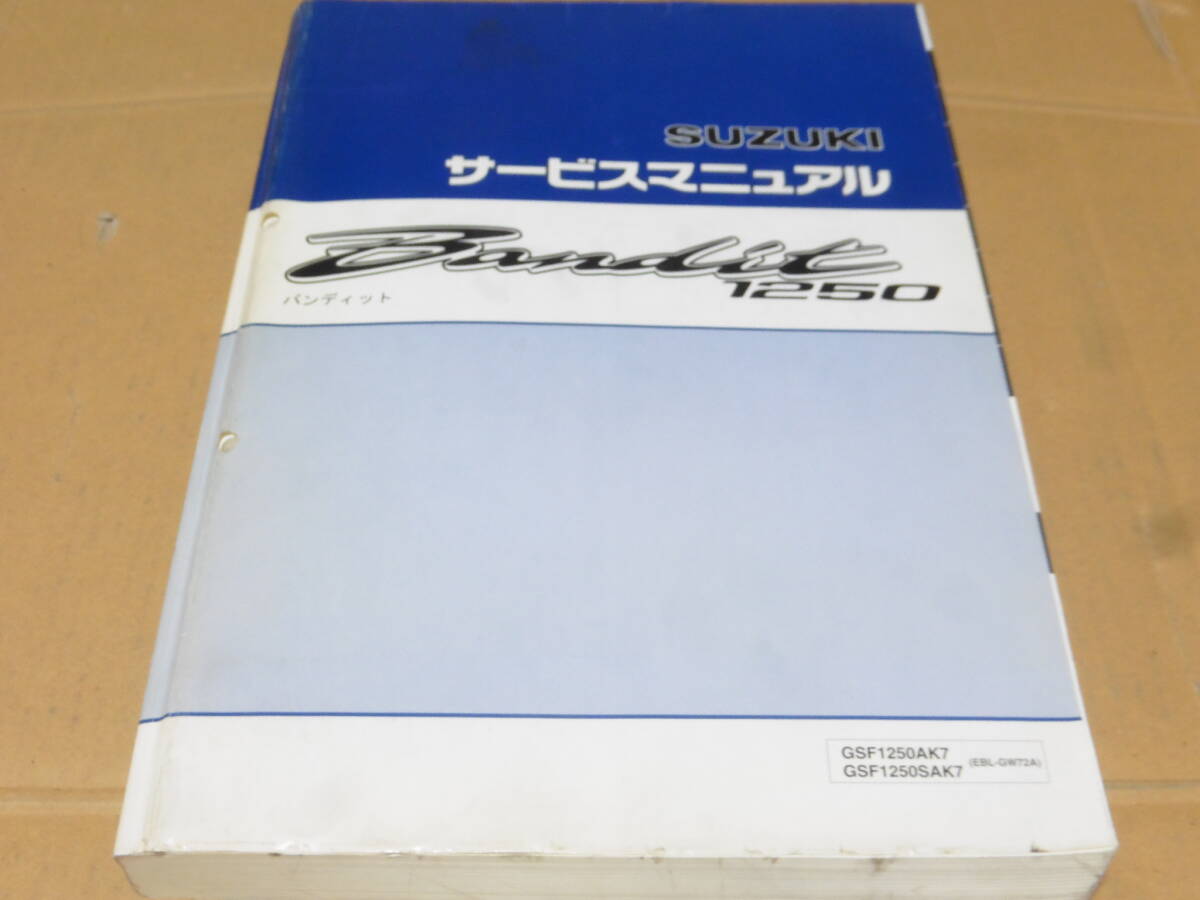 SUZUKI
サービスマニュアル
Bandit
1250
バンディット
GSF1250AK7
GSF1250SAK7
(EBL-GW72A)